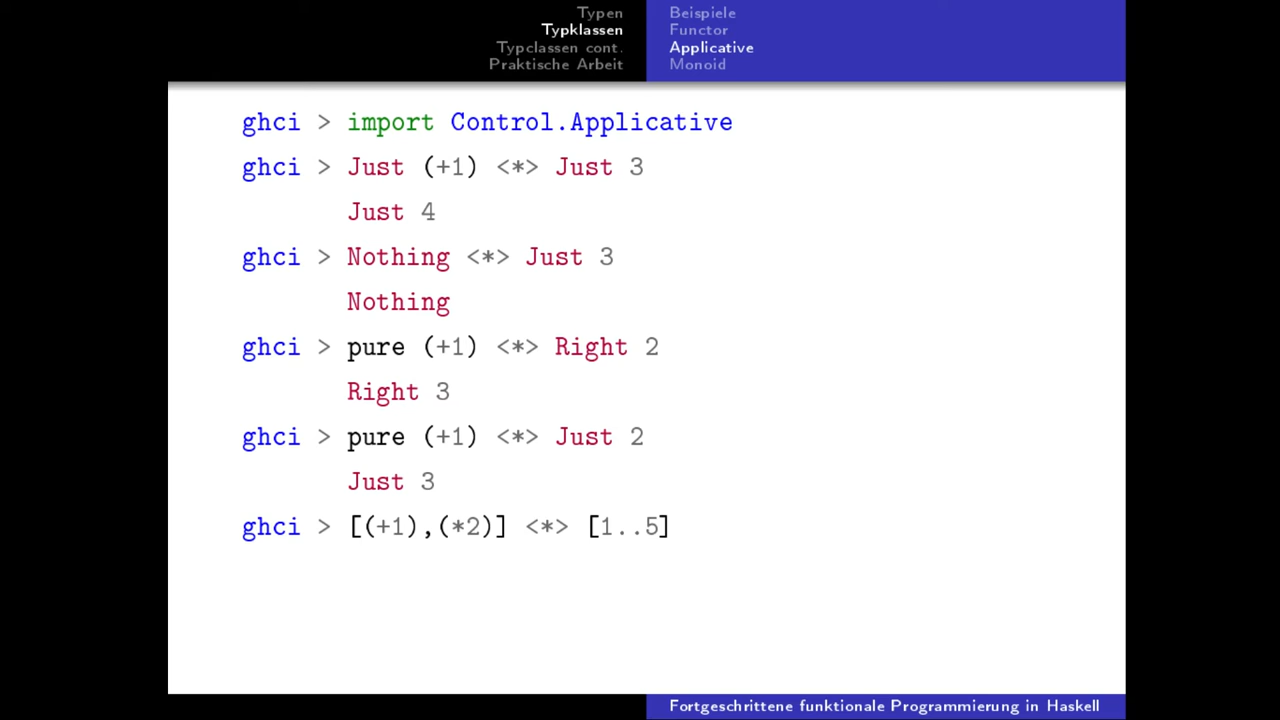 Typen
Typklassen
Typclassen cont.
Praktische Arbeit
Beispiele
Functor
Applicative
Monoid
ghci > import Control.Applicative
ghci > Just (+1) <*> Just 3
Just 4
ghci > Nothing <*> Just 3
Nothing
ghci > pure (+1) <*> Right 2
Right 3
ghci > pure (+1) <*> Just 2
Just 3
ghci > [(+1),(*2)] <*> [1..5]
Fortgeschrittene funktionale Programmierung in Haskell